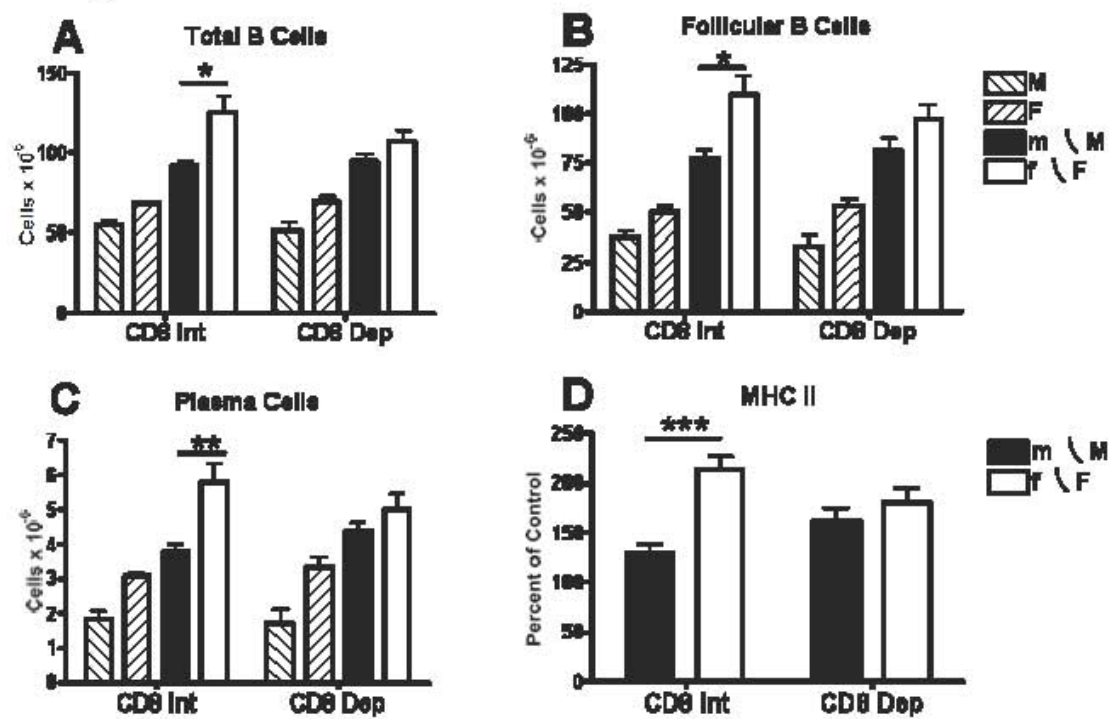 A Total B Cells
*
150
100
50
0
Cells x 10⁻⁶
CD8 Int CD8 Dep
B Follicular B Cells
*
125
100
75
50
25
0
Cells x 10⁻⁶
CD8 Int CD8 Dep
M
F
m \ M
f \ F
C Plasma Cells
**
7
6
5
4
3
2
1
0
Cells x 10⁻⁶
CD8 Int CD8 Dep
D MHC II
***
250
200
150
100
50
0
Percent of Control
CD8 Int CD8 Dep
m \ M
f \ F